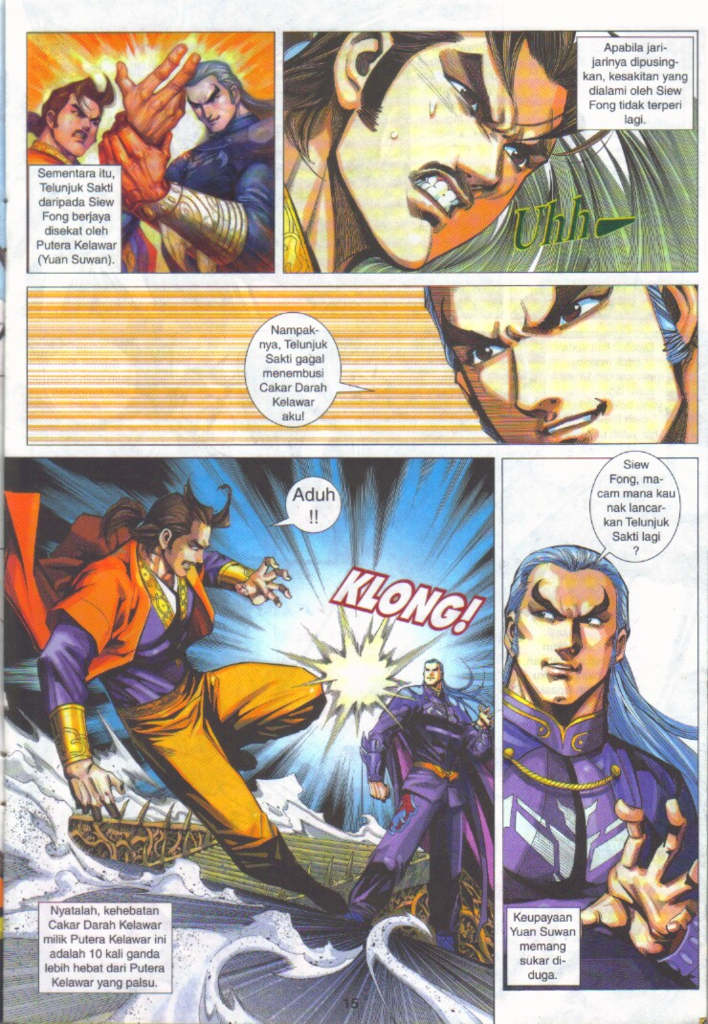 Sementara itu,
Telunjuk Sakti
daripada Siew
Fong berjaya
disekat oleh
Putera Kelawar
(Yuan Suwan).
Apabila jari-
jarinya dipusing-
kan, kesakitan yang
dialami oleh Siew
Fong tidak terperi
lagi.
Uhh
Nampak-
nya, Telunjuk
Sakti gagal
menembusi
Cakar Darah
Kelawar
aku!
Aduh
!!
KLONG!
Nyatalah, kehebatan
Cakar Darah Kelawar
milik Putera Kelawar ini
adalah 10 kali ganda
lebih hebat dari Putera
Kelawar yang palsu.
Siew
Fong, ma-
cam mana kau
nak lancar-
kan Telunjuk
Sakti lagi
?
Keupayaan
Yuan Suwan
memang
sukar di-
duga.
15